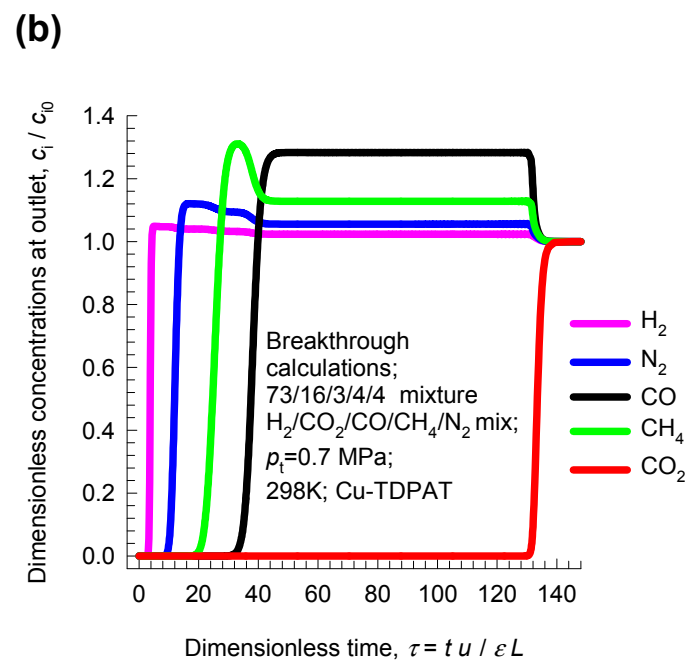 (b)
Dimensionless concentrations at outlet, cᵢ / cᵢ₀
1.4
1.2
1.0
0.8
0.6
0.4
0.2
0.0
Breakthrough
calculations;
73/16/3/4/4 mixture
H₂/CO₂/CO/CH₄/N₂ mix;
pₜ=0.7 MPa;
298K; Cu-TDPAT
H₂
N₂
CO
CH₄
CO₂
0 20 40 60 80 100 120 140
Dimensionless time, τ = t u / ε L